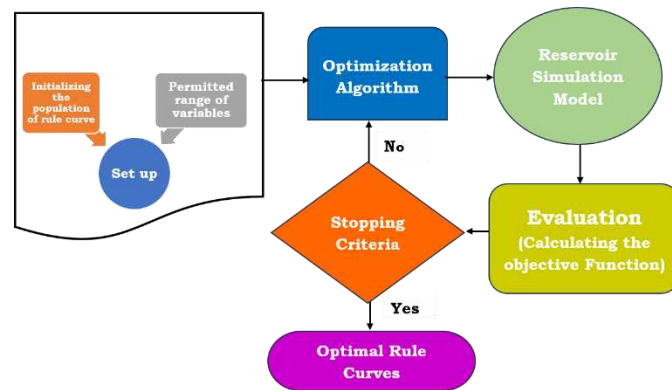 Initializing
the
population
of rule curve
Permitted
range of
variables
Set up
Optimization
Algorithm
Reservoir
Simulation
Model
No
Stopping
Criteria
Evaluation
(Calculating the
objective Function)
Yes
Optimal Rule
Curves